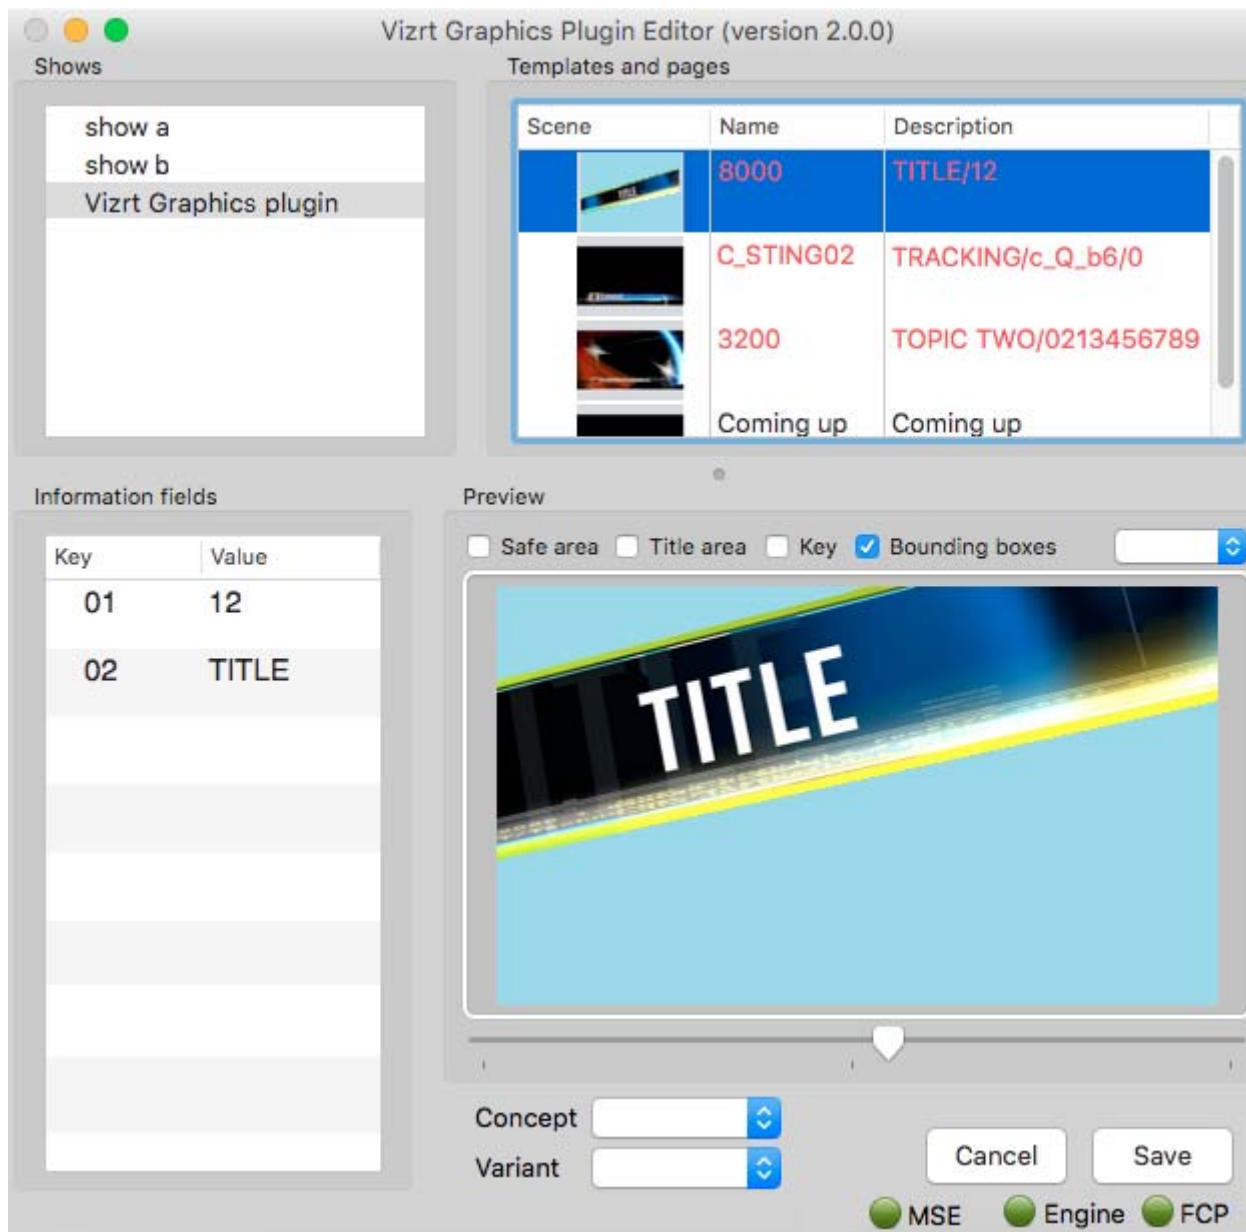 Vizrt Graphics Plugin Editor (version 2.0.0)
Shows
Templates and pages
show a
show b
Vizrt Graphics plugin
Scene Name Description
8000 TITLE/12
C_STING02 TRACKING/c_Q_b6/0
3200 TOPIC TWO/0213456789
Coming up Coming up
Information fields
Key Value
01 12
02 TITLE
Preview
Safe area Title area Key Bounding boxes
TITLE
Concept
Variant
Cancel Save
MSE Engine FCP